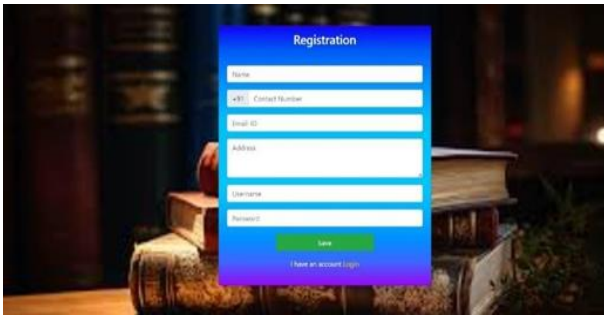 Registration
Name
+91 Contact Number
Email ID
Address
Username
Password
Save
I have an account Login